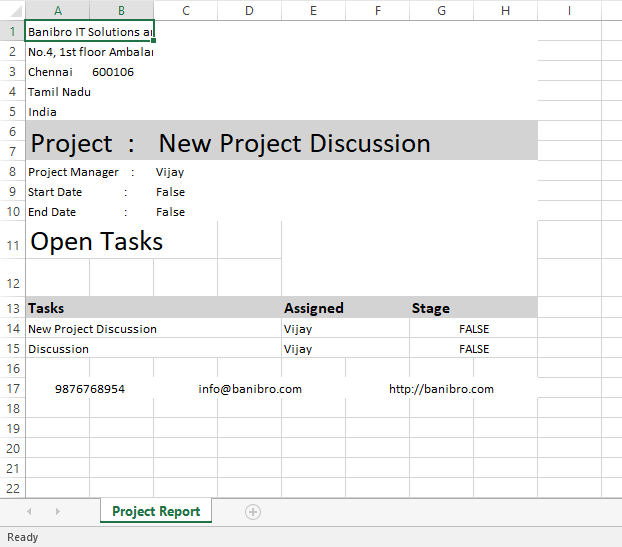 A B C D E F G H I
1 Banibro IT Solutions a
2 No.4, 1st floor Ambala
3 Chennai 600106
4 Tamil Nadu
5 India
6
7 Project : New Project Discussion
8 Project Manager : Vijay
9 Start Date : False
10 End Date : False
11 Open Tasks
12
13 Tasks Assigned Stage
14 New Project Discussion Vijay FALSE
15 Discussion Vijay FALSE
16
17 9876768954 info@banibro.com http://banibro.com
18
19
20
21
22
Project Report
Ready